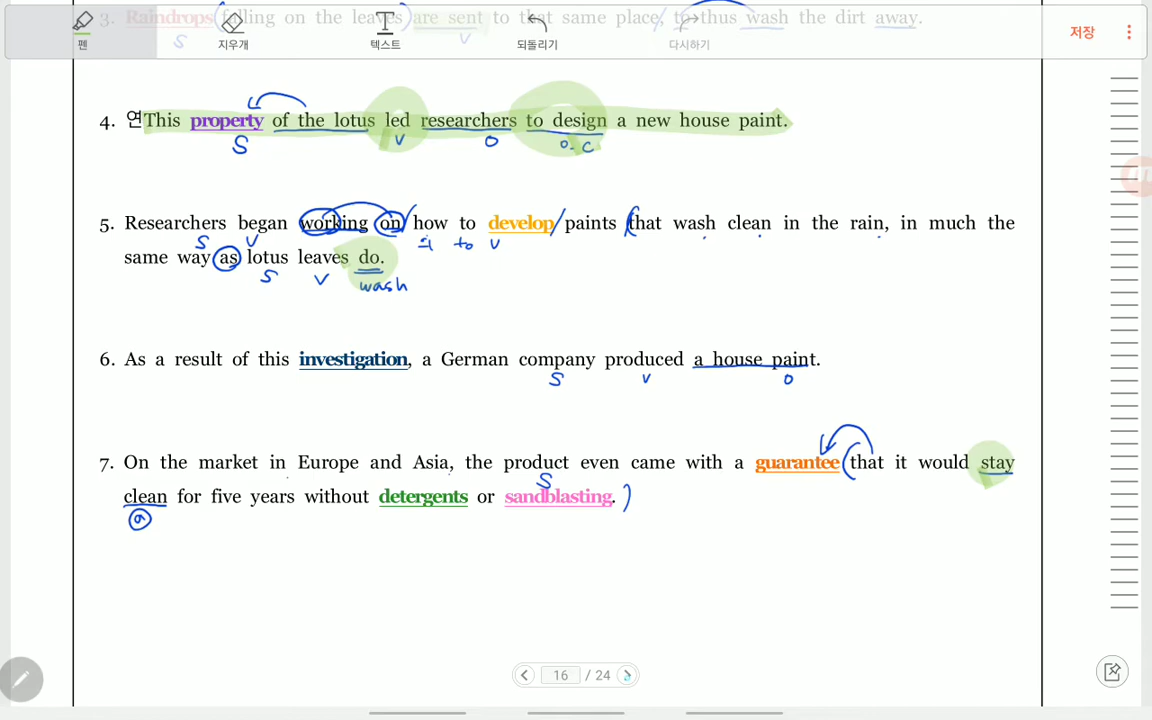 3. Raindrops (falling on the leaves) are sent to that same place, to thus wash the dirt away.
펜 지우개 텍스트 되돌리기 다시하기 저장
S V
4. 연This property of the lotus led researchers to design a new house paint.
S V O O.C
5. Researchers began working on how to develop paints (that wash clean in the rain, in much the
S V to V
same way as lotus leaves do.
S V wash
6. As a result of this investigation, a German company produced a house paint.
S V O
7. On the market in Europe and Asia, the product even came with a guarantee (that it would stay
S
clean for five years without detergents or sandblasting.)
a
16 / 24